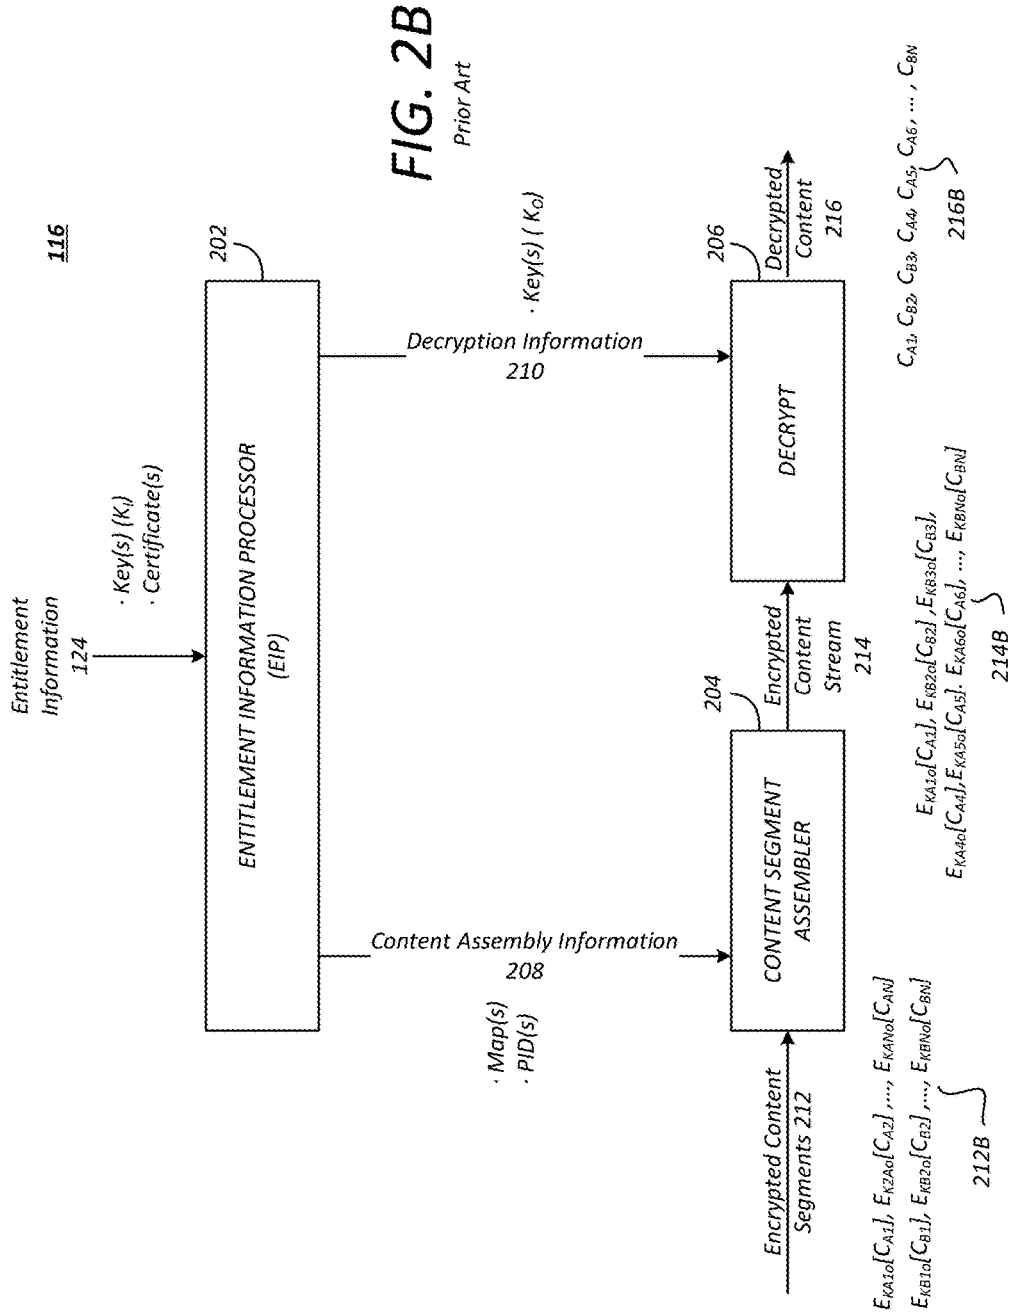 116
Entitlement
Information
124
· Key(s) (K_I)
· Certificate(s)
202
ENTITLEMENT INFORMATION PROCESSOR
(EIP)
FIG. 2B
Prior Art
Content Assembly Information
208
· Map(s)
· PID(s)
Decryption Information
210
· Key(s) ( K_O)
Encrypted Content
Segments 212
204
CONTENT SEGMENT
ASSEMBLER
Encrypted
Content
Stream
214
206
DECRYPT
Decrypted
Content
216
E_KA1o[C_A1], E_K2Ao[C_A2] ,..., E_KANo[C_AN]
E_KB1o[C_B1], E_KB2o[C_B2] ,..., E_KBNo[C_BN]
212B
E_KA1o[C_A1], E_KB2o[C_B2] ,E_KB3o[C_B3],
E_KA4o[C_A4],E_KA5o[C_A5]. E_KA6o[C_A6], ..., E_KBNo[C_BN]
214B
C_A1, C_B2, C_B3, C_A4, C_A5, C_A6, ... , C_BN
216B